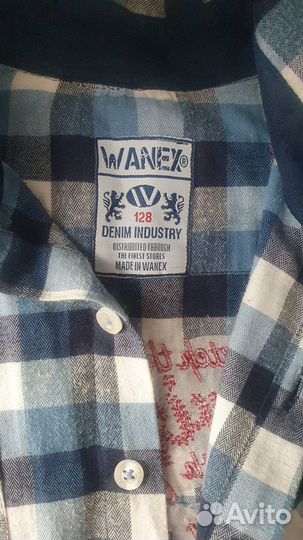 WANEX®
W
128
DENIM INDUSTRY
DISTRIBUTED THROUGH
THE FINEST STORES
MADE IN WANEX
Avito